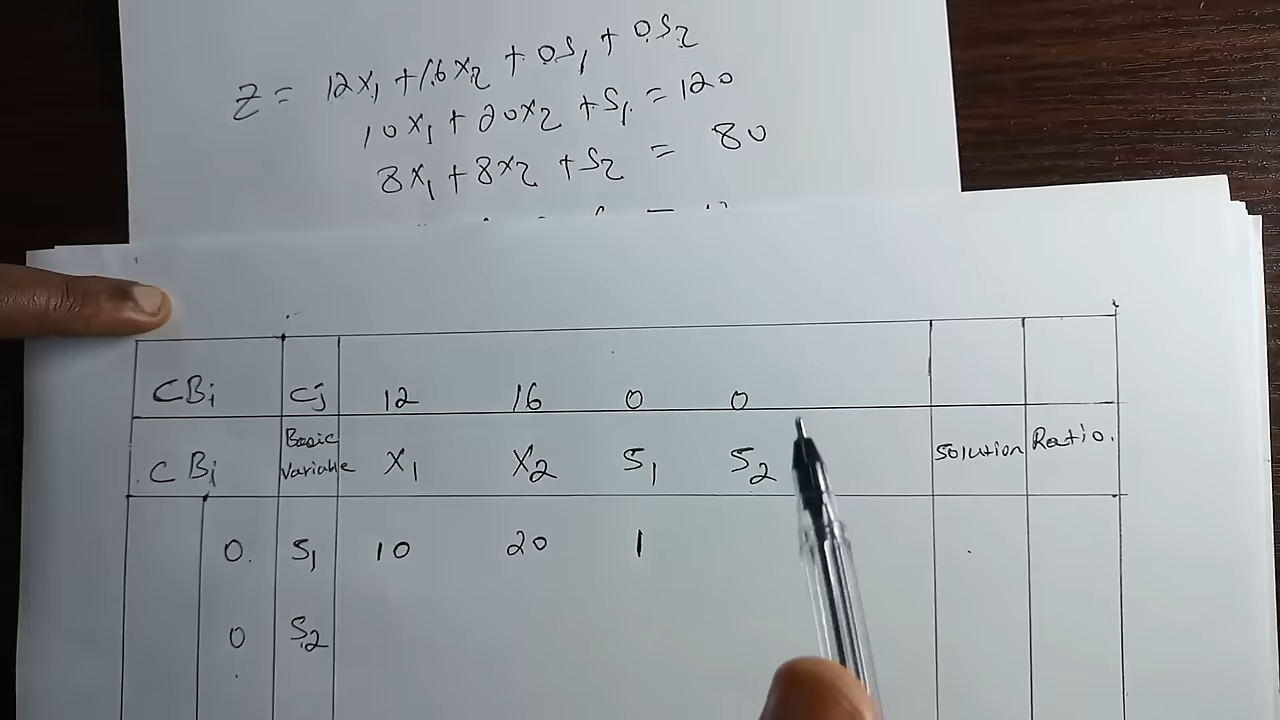 Z = 12x₁ + 16x₂ + 0S₁ + 0S₂
10x₁ + 20x₂ + S₁ = 120
8x₁ + 8x₂ + S₂ = 80
CBi Cj 12 16 0 0
CBi Basic Variable X₁ X₂ S₁ S₂ Solution Ratio.
0. S₁ 10 20 1
0 S₂